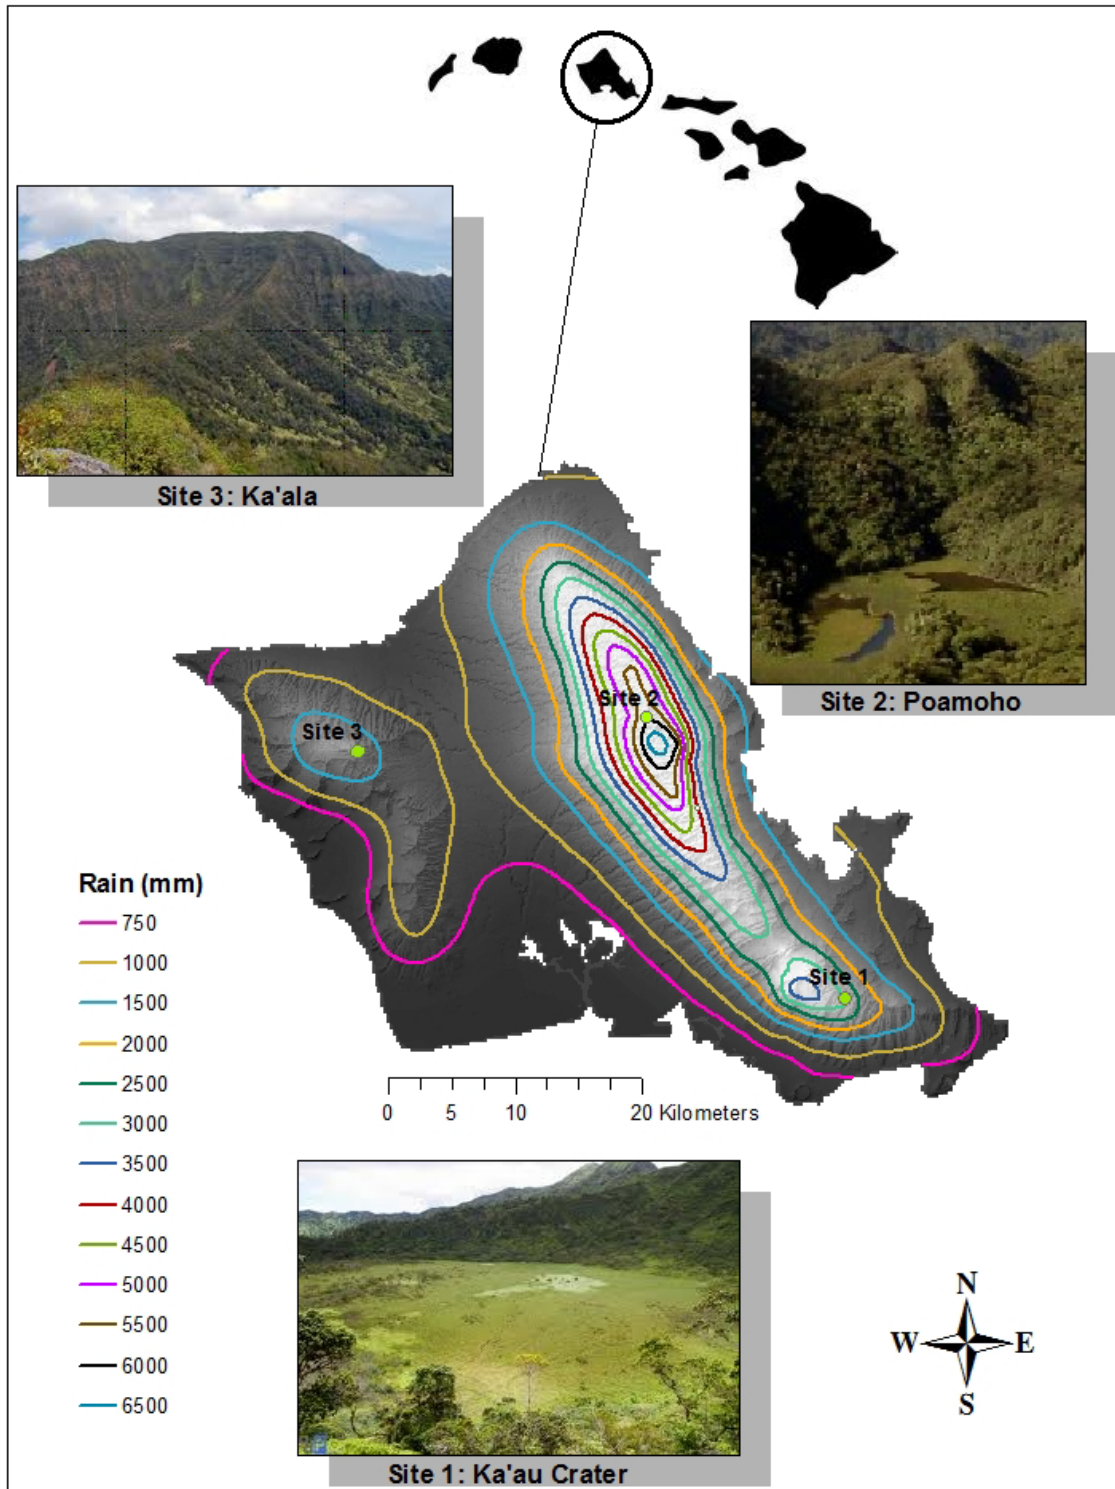 Site 3: Ka'ala
Site 2: Poamoho
Site 2
Site 3
Site 1
Rain (mm)
750
1000
1500
2000
2500
3000
3500
4000
4500
5000
5500
6000
6500
0 5 10 20 Kilometers
Site 1: Ka'au Crater
N
W E
S